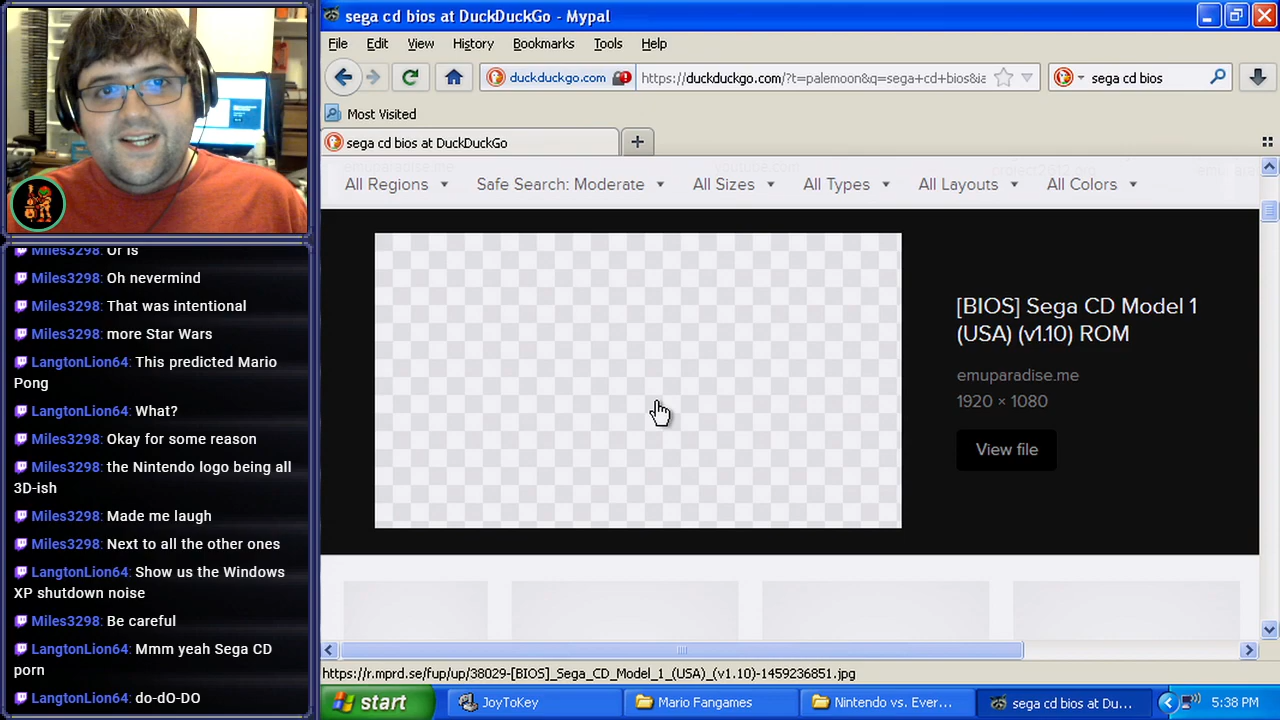 sega cd bios at DuckDuckGo - Mypal
File Edit View History Bookmarks Tools Help
duckduckgo.com https://duckduckgo.com/?t=palemoon&q=sega+cd+bios&ia
sega cd bios
Most Visited
sega cd bios at DuckDuckGo
All Regions Safe Search: Moderate All Sizes All Types All Layouts All Colors
[BIOS] Sega CD Model 1
(USA) (v1.10) ROM
emuparadise.me
1920 × 1080
View file
https://r.mprd.se/fup/up/38029-[BIOS]_Sega_CD_Model_1_(USA)_(v1.10)-1459236851.jpg
start JoyToKey Mario Fangames Nintendo vs. Ever... sega cd bios at Du... 5:38 PM
Miles3298: Or is
Miles3298: Oh nevermind
Miles3298: That was intentional
Miles3298: more Star Wars
LangtonLion64: This predicted Mario
Pong
LangtonLion64: What?
Miles3298: Okay for some reason
Miles3298: the Nintendo logo being all
3D-ish
Miles3298: Made me laugh
Miles3298: Next to all the other ones
LangtonLion64: Show us the Windows
XP shutdown noise
Miles3298: Be careful
LangtonLion64: Mmm yeah Sega CD
porn
LangtonLion64: do-dO-DO